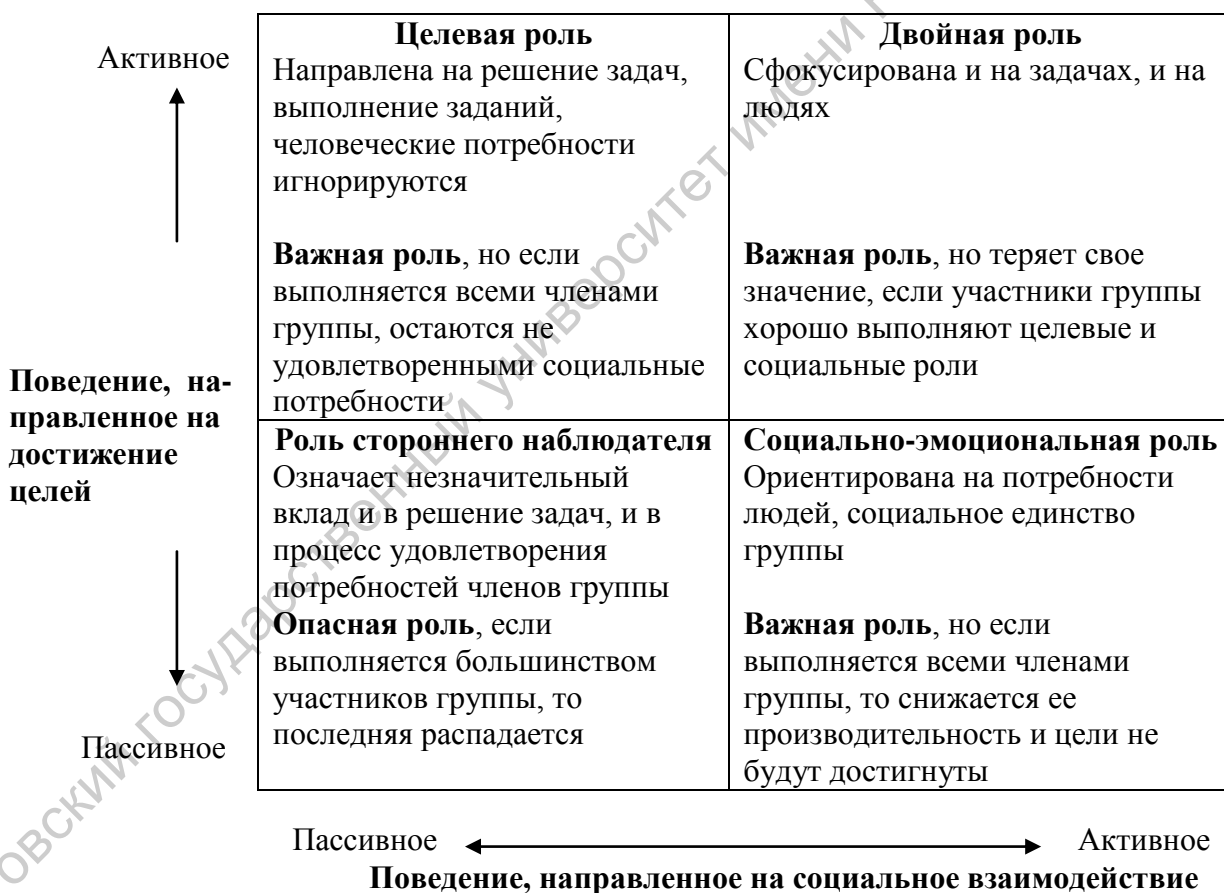 Активное
Целевая роль
Направлена на решение задач,
выполнение заданий,
человеческие потребности
игнорируются
Важная роль, но если
выполняется всеми членами
группы, остаются не
удовлетворенными социальные
потребности
Двойная роль
Сфокусирована и на задачах, и на
людях
Важная роль, но теряет свое
значение, если участники группы
хорошо выполняют целевые и
социальные роли
Поведение, на-
правленное на
достижение
целей
Роль стороннего наблюдателя
Означает незначительный
вклад и в решение задач, и в
процесс удовлетворения
потребностей членов группы
Опасная роль, если
выполняется большинством
участников группы, то
последняя распадается
Социально-эмоциональная роль
Ориентирована на потребности
людей, социальное единство
группы
Важная роль, но если
выполняется всеми членами
группы, то снижается ее
производительность и цели не
будут достигнуты
Пассивное
Пассивное
Активное
Поведение, направленное на социальное взаимодействие
государственный университет имени